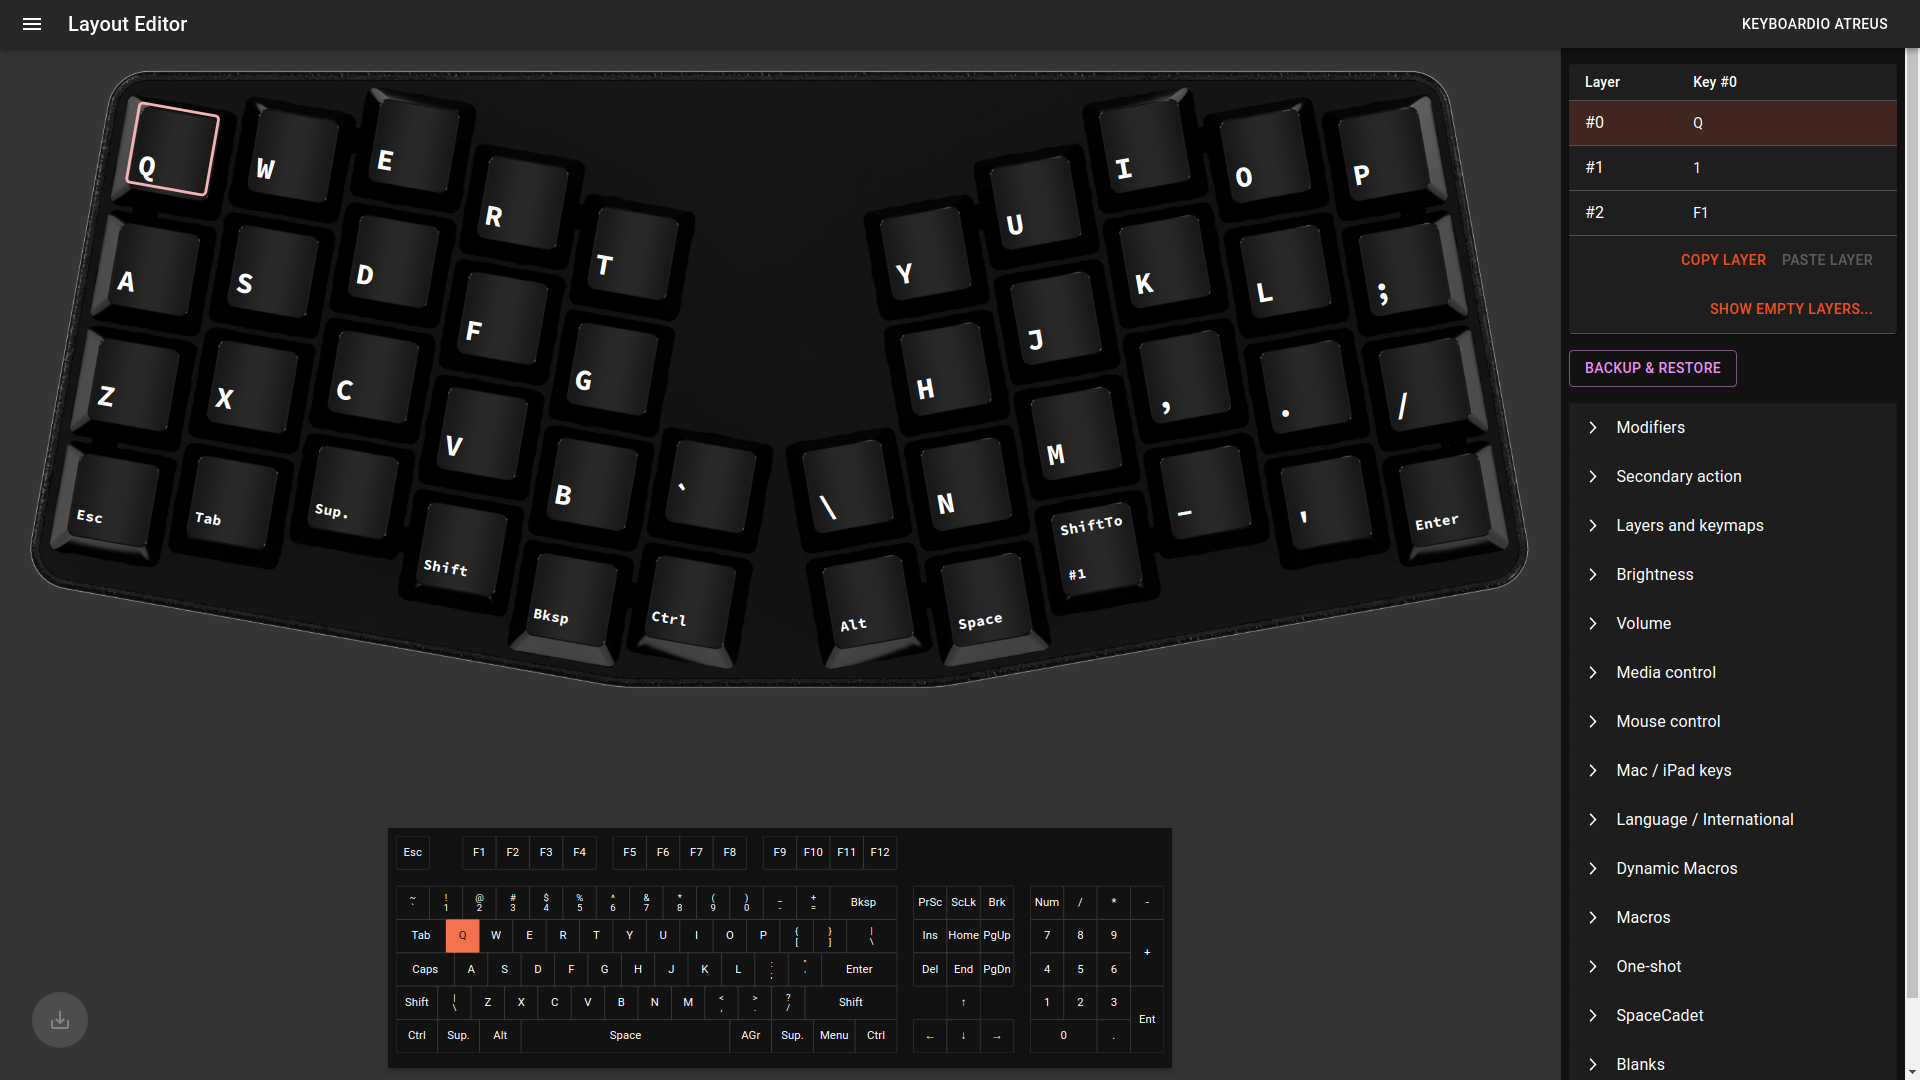 Layout Editor
KEYBOARDIO ATREUS
Q W E R T Y U I O P
A S D F G H J K L ;
Z X C V B ` \ N M , . /
Esc Tab Sup. Shift Bksp Ctrl Alt Space ShiftTo #1 _ ' Enter
Layer Key #0
#0 Q
#1 1
#2 F1
COPY LAYER PASTE LAYER
SHOW EMPTY LAYERS...
BACKUP & RESTORE
Modifiers
Secondary action
Layers and keymaps
Brightness
Volume
Media control
Mouse control
Mac / iPad keys
Language / International
Dynamic Macros
Macros
One-shot
SpaceCadet
Blanks
Esc F1 F2 F3 F4 F5 F6 F7 F8 F9 F10 F11 F12
~ ! @ # $ % ^ & * ( ) _ +
` 1 2 3 4 5 6 7 8 9 0 - = Bksp PrSc ScLk Brk Num / * -
Tab Q W E R T Y U I O P { [ } ] | \ Ins Home PgUp 7 8 9 +
Caps A S D F G H J K L : ; " ' Enter Del End PgDn 4 5 6
Shift | \ Z X C V B N M < , > . ? / Shift ↑ 1 2 3 Ent
Ctrl Sup. Alt Space AGr Sup. Menu Ctrl ← ↓ → 0 .